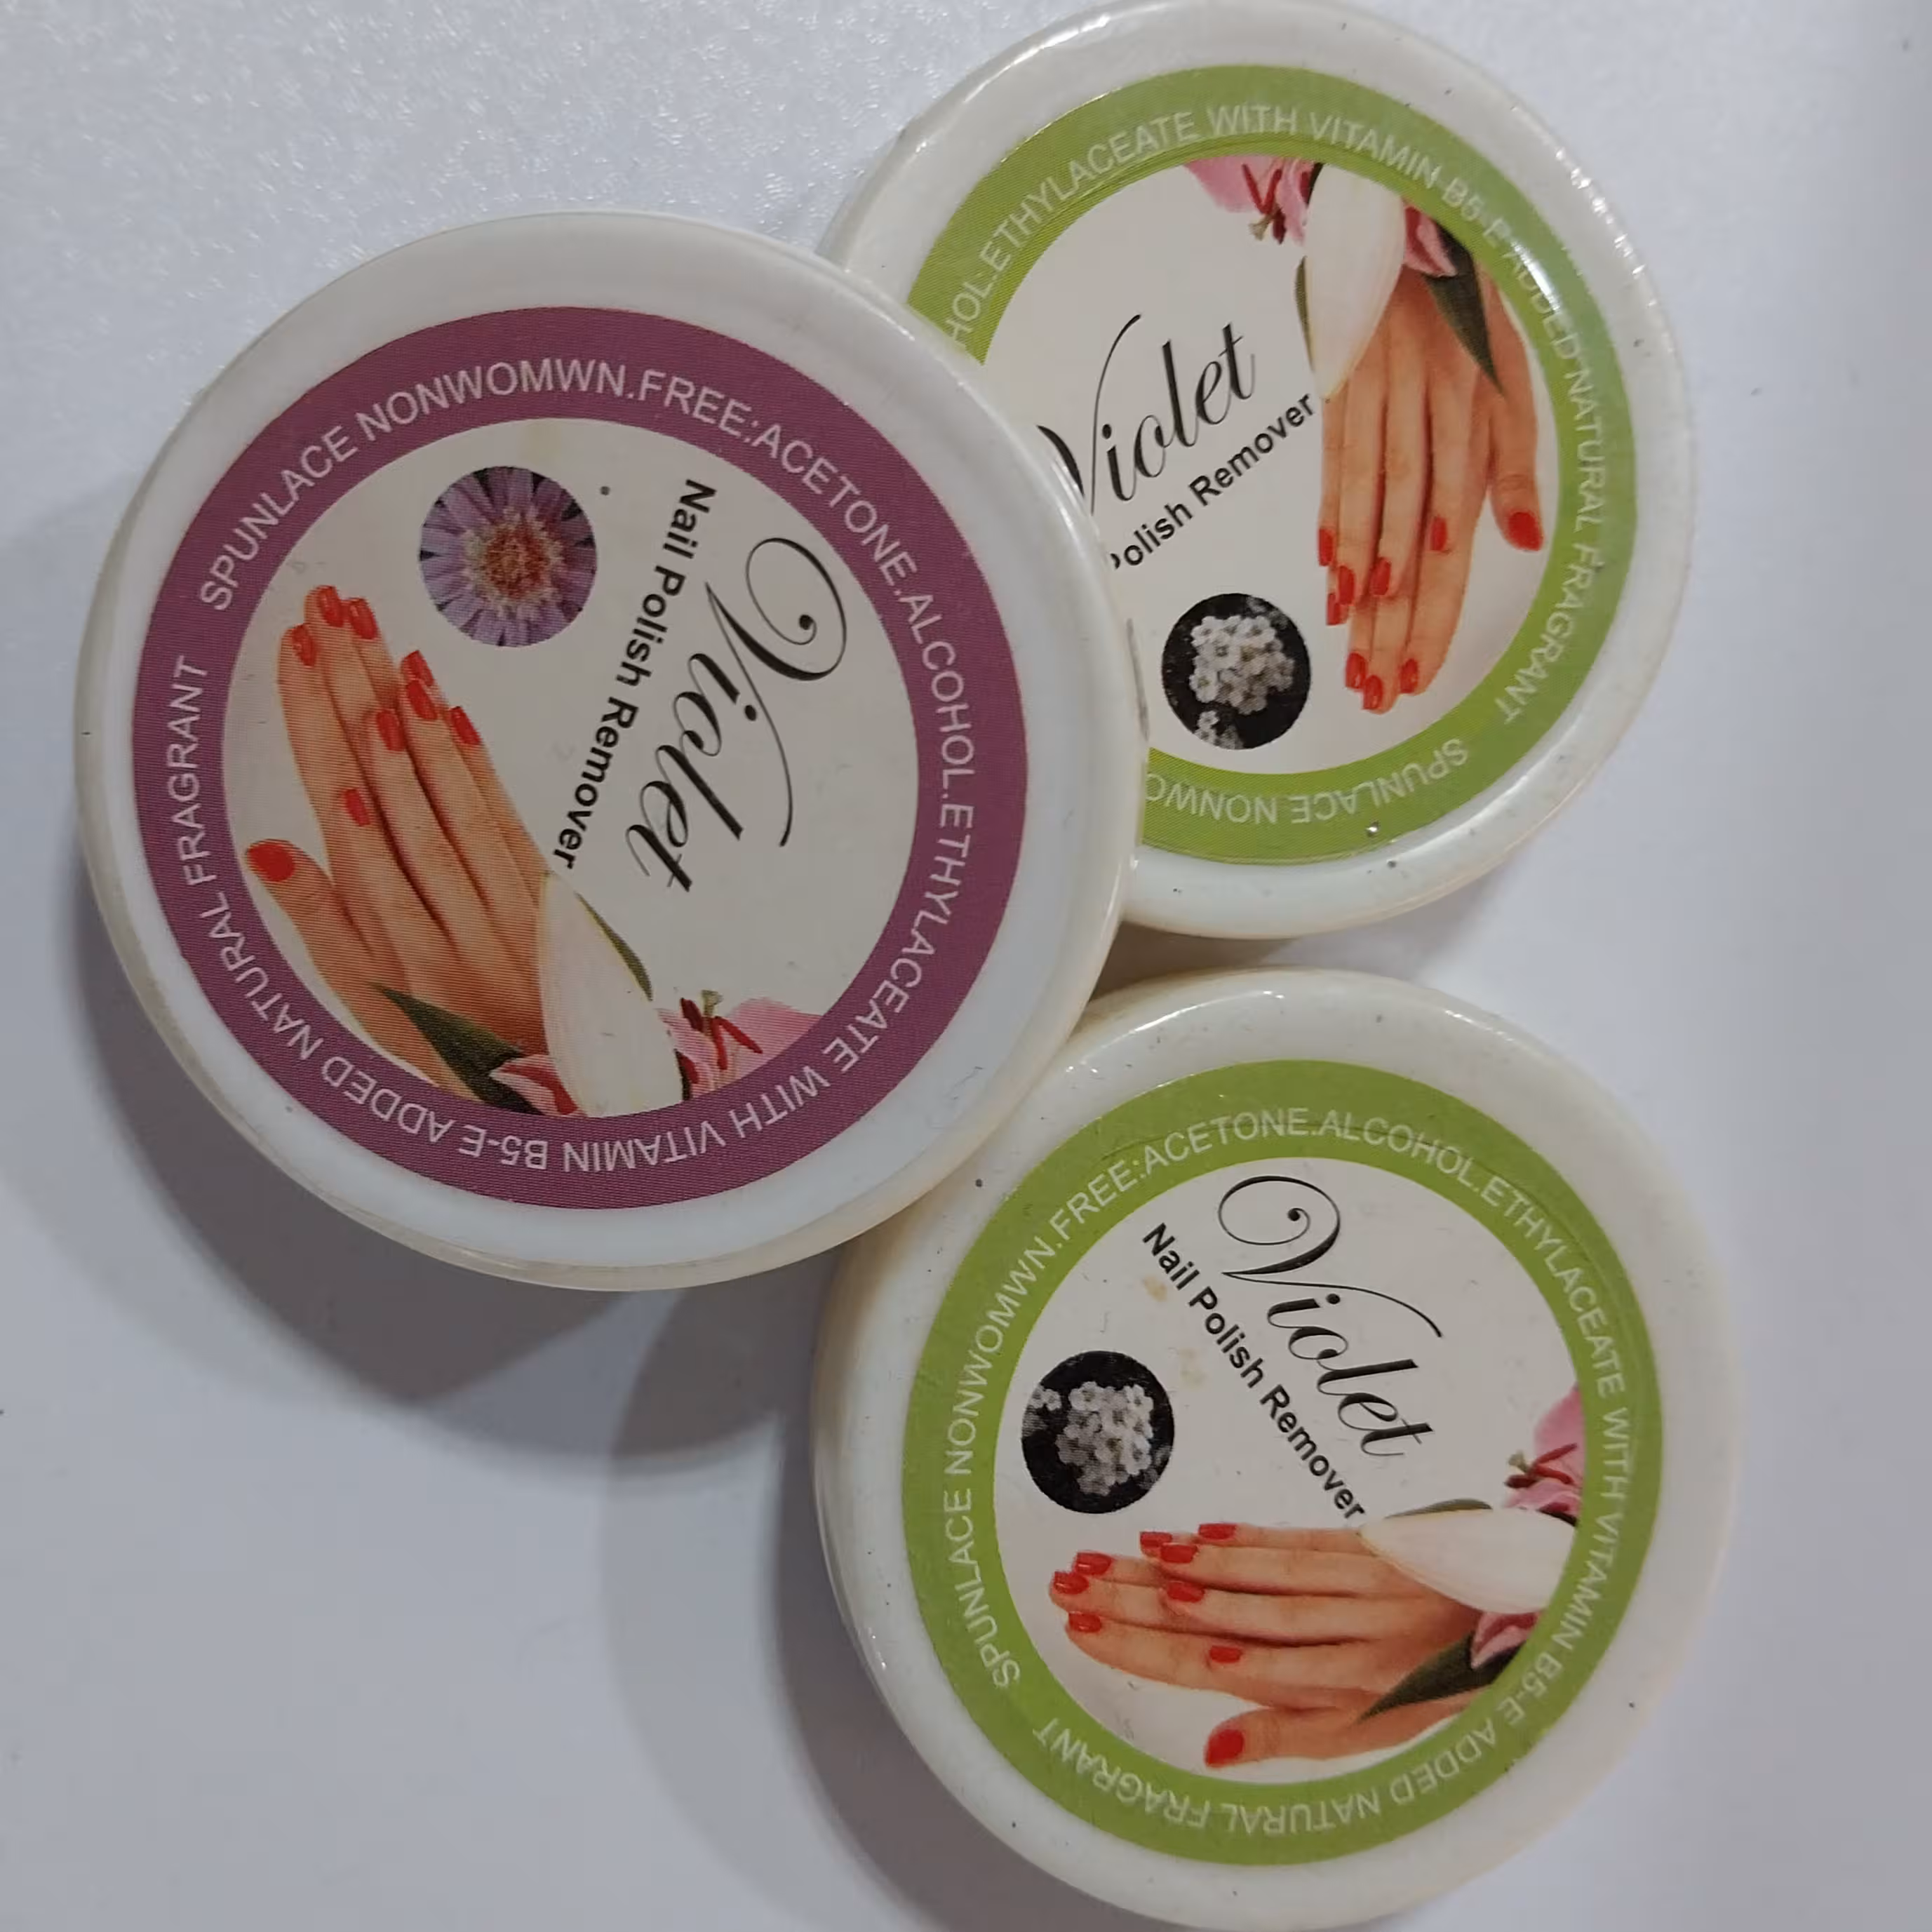 SPUNLACE NONWOMWN.FREE:ACETONE.ALCOHOL.ETHYLACEATE WITH VITAMIN B5-E ADDED NATURAL FRAGRANT
Violet
Nail Polish Remover
HOL.ETHYLACEATE WITH VITAMIN B5-E ADDED NATURAL FRAGRANT
SPUNLACE NONWO
Violet
Polish Remover
SPUNLACE NONWOMWN.FREE:ACETONE.ALCOHOL.ETHYLACEATE WITH VITAMIN B5-E ADDED NATURAL FRAGRANT
Violet
Nail Polish Remover